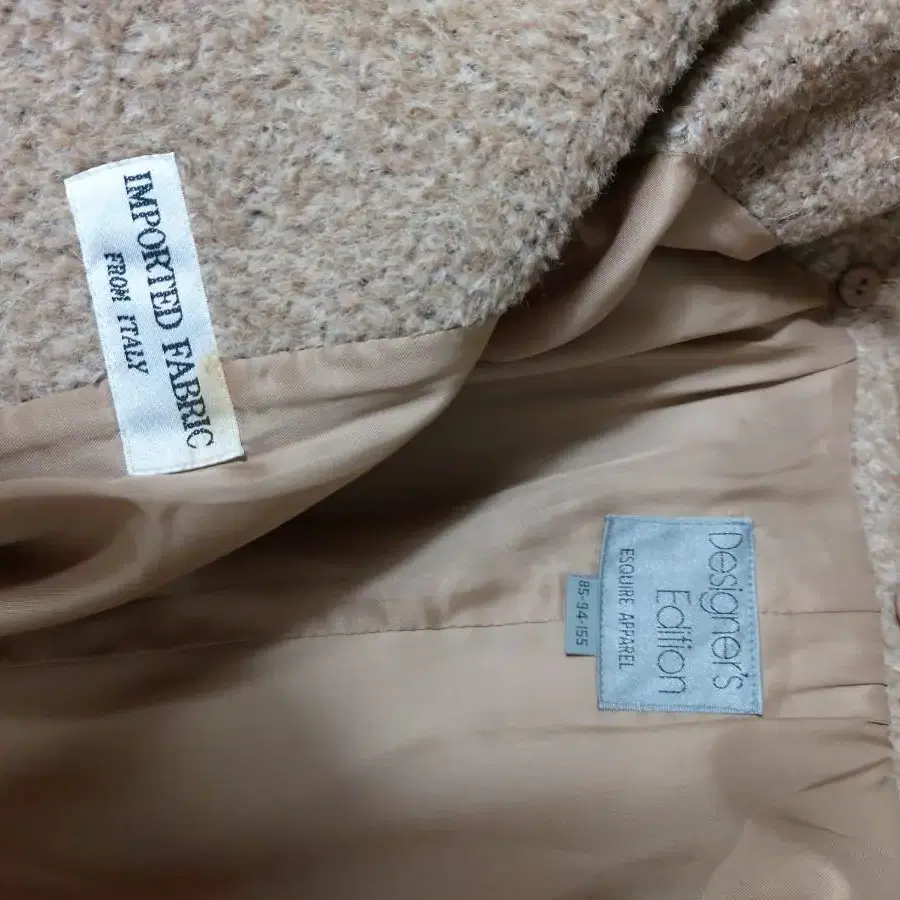 IMPORTED FABRIC
FROM ITALY
Designer's
Edition
ESQUIRE APPAREL
85-94-155